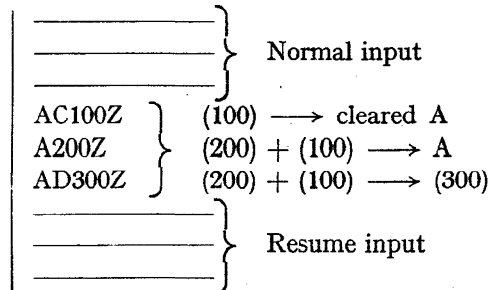 Normal input
AC100Z (100) ⟶ cleared A
A200Z (200) + (100) ⟶ A
AD300Z (200) + (100) ⟶ (300)
Resume input